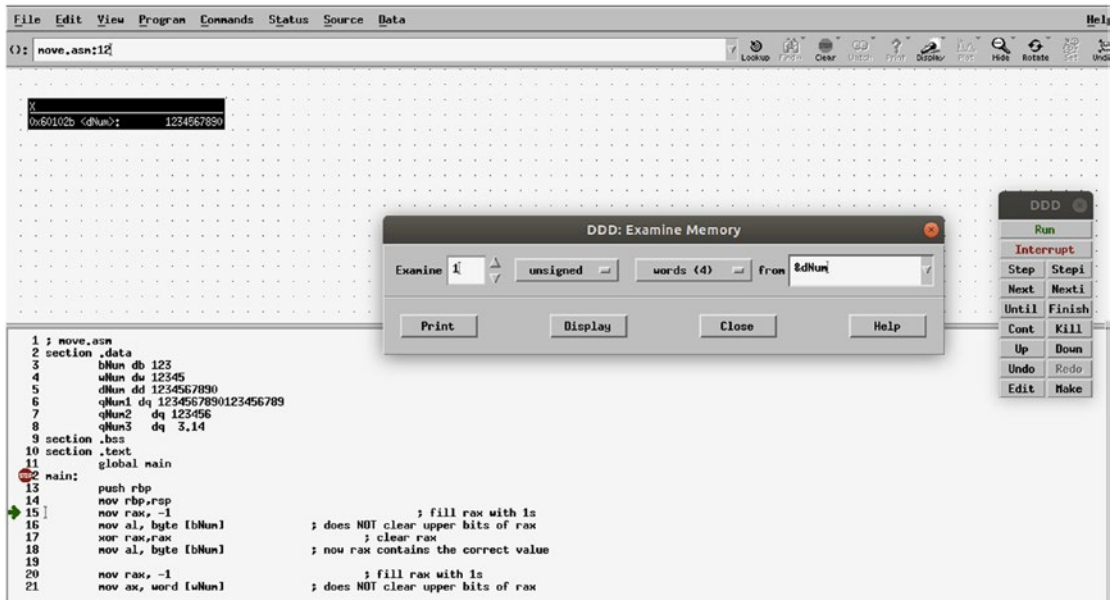 File Edit View Program Commands Status Source Data Help
(): move.asm:12
Lookup Clear Display Hide Rotate
X
0x60102b <dNum>: 1234567890
DDD: Examine Memory
Examine 1 unsigned words (4) from &dNum
Print Display Close Help
DDD
Run
Interrupt
Step Stepi
Next Nexti
Until Finish
Cont Kill
Up Down
Undo Redo
Edit Make
1 ; move.asm
2 section .data
3 bNum db 123
4 wNum dw 12345
5 dNum dd 1234567890
6 qNum1 dq 1234567890123456789
7 qNum2 dq 123456
8 qNum3 dq 3.14
9 section .bss
10 section .text
11 global main
2 main:
13 push rbp
14 mov rbp,rsp
15 mov rax, -1 ; fill rax with 1s
16 mov al, byte [bNum] ; does NOT clear upper bits of rax
17 xor rax,rax ; clear rax
18 mov al, byte [bNum] ; now rax contains the correct value
19
20 mov rax, -1 ; fill rax with 1s
21 mov ax, word [wNum] ; does NOT clear upper bits of rax